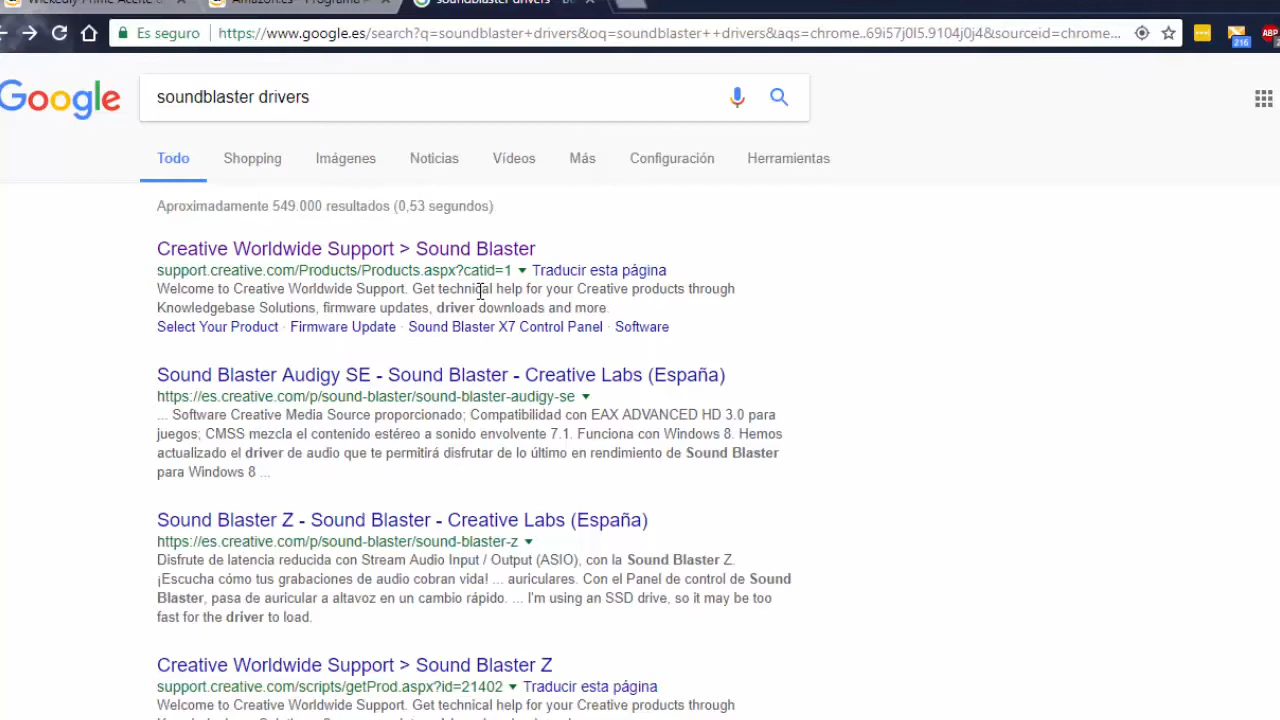 Amazon.es - Programa
soundblaster drivers
Es seguro
https://www.google.es/search?q=soundblaster+drivers&oq=soundblaster++drivers&aqs=chrome..69i57j0l5.9104j0j4&sourceid=chrome...
216
ABP
Google
soundblaster drivers
Todo Shopping Imágenes Noticias Vídeos Más Configuración Herramientas
Aproximadamente 549.000 resultados (0,53 segundos)
Creative Worldwide Support > Sound Blaster
support.creative.com/Products/Products.aspx?catid=1 Traducir esta página
Welcome to Creative Worldwide Support. Get technical help for your Creative products through
Knowledgebase Solutions, firmware updates, driver downloads and more.
Select Your Product · Firmware Update · Sound Blaster X7 Control Panel · Software
Sound Blaster Audigy SE - Sound Blaster - Creative Labs (España)
https://es.creative.com/p/sound-blaster/sound-blaster-audigy-se
... Software Creative Media Source proporcionado; Compatibilidad con EAX ADVANCED HD 3.0 para
juegos; CMSS mezcla el contenido estéreo a sonido envolvente 7.1. Funciona con Windows 8. Hemos
actualizado el driver de audio que te permitirá disfrutar de lo último en rendimiento de Sound Blaster
para Windows 8 ...
Sound Blaster Z - Sound Blaster - Creative Labs (España)
https://es.creative.com/p/sound-blaster/sound-blaster-z
Disfrute de latencia reducida con Stream Audio Input / Output (ASIO), con la Sound Blaster Z.
¡Escucha cómo tus grabaciones de audio cobran vida! ... auriculares. Con el Panel de control de Sound
Blaster, pasa de auricular a altavoz en un cambio rápido. ... I'm using an SSD drive, so it may be too
fast for the driver to load.
Creative Worldwide Support > Sound Blaster Z
support.creative.com/scripts/getProd.aspx?id=21402 Traducir esta página
Welcome to Creative Worldwide Support. Get technical help for your Creative products through